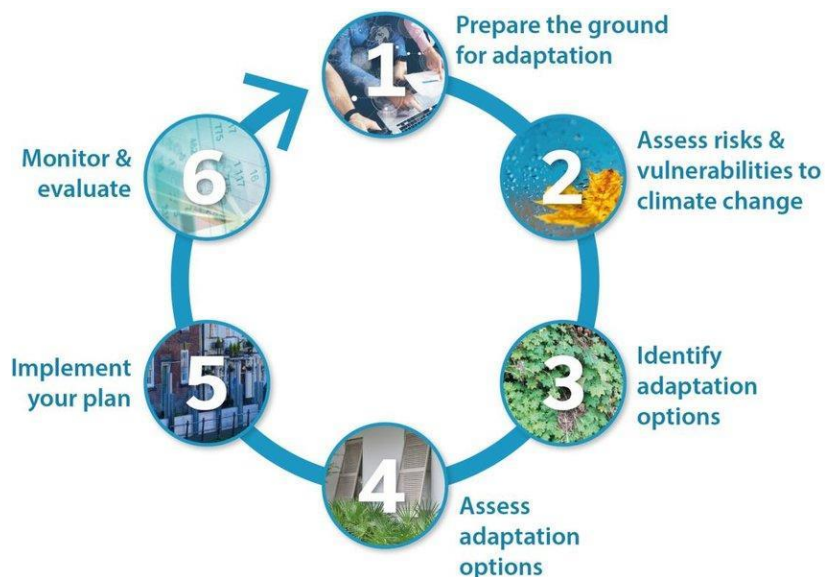 1
Prepare the ground
for adaptation
2
Assess risks &
vulnerabilities to
climate change
3
Identify
adaptation
options
4
Assess
adaptation
options
5
Implement
your plan
6
Monitor &
evaluate